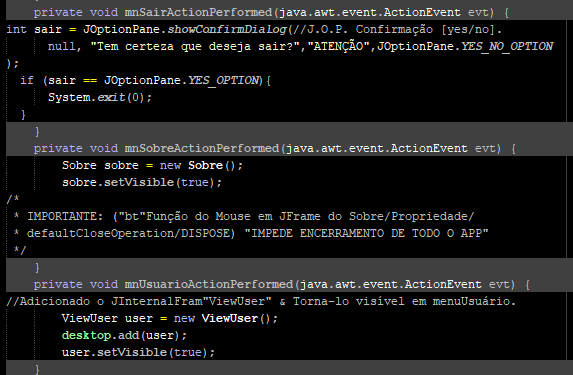 private void mnSairActionPerformed(java.awt.event.ActionEvent evt) {
int sair = JOptionPane.showConfirmDialog(//J.O.P. Confirmação [yes/no].
null, "Tem certeza que deseja sair?","ATENÇÃO",JOptionPane.YES_NO_OPTION
);
if (sair == JOptionPane.YES_OPTION){
System.exit(0);
}
}
private void mnSobreActionPerformed(java.awt.event.ActionEvent evt) {
Sobre sobre = new Sobre();
sobre.setVisible(true);
/*
* IMPORTANTE: ("bt"Função do Mouse em JFrame do Sobre/Propriedade/
* defaultCloseOperation/DISPOSE) "IMPEDE ENCERRAMENTO DE TODO O APP"
*/
}
private void mnUsuarioActionPerformed(java.awt.event.ActionEvent evt) {
//Adicionado o JInternalFram"ViewUser" & Torna-lo visível em menuUsuário.
ViewUser user = new ViewUser();
desktop.add(user);
user.setVisible(true);
}